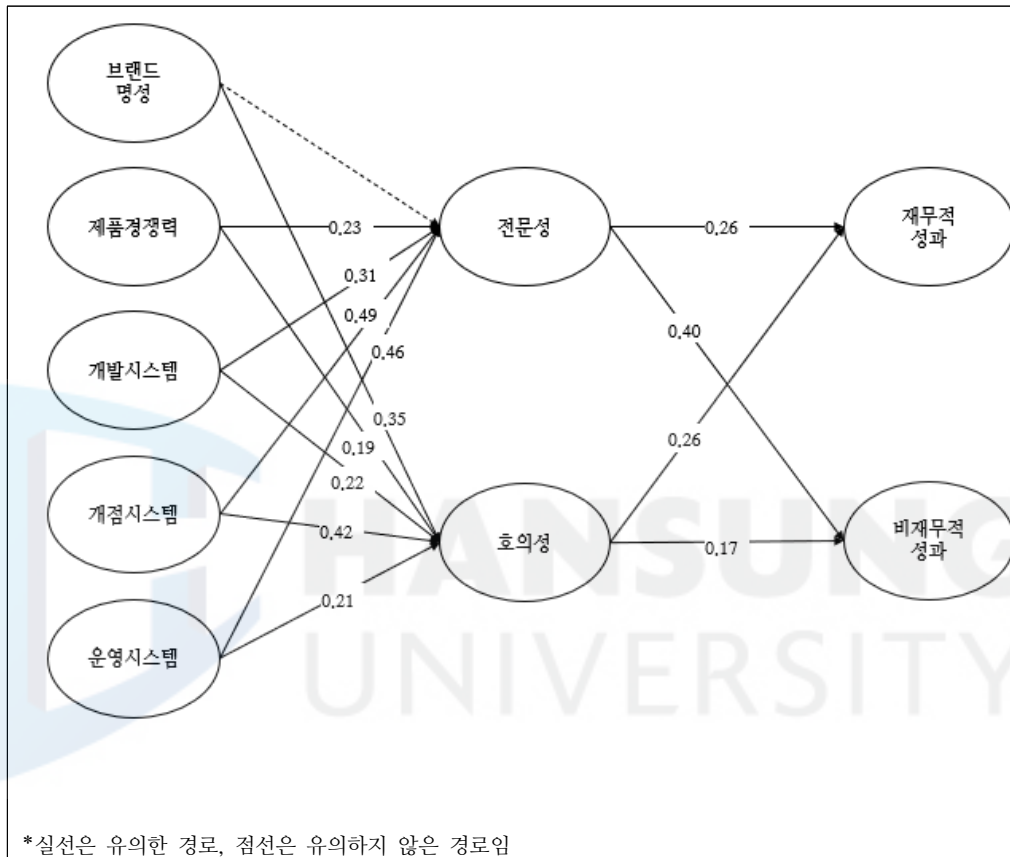 브랜드
명성
제품경쟁력
개발시스템
개점시스템
운영시스템
전문성
호의성
재무적
성과
비재무적
성과
0.23
0.31
0.49
0.46
0.35
0.19
0.22
0.42
0.21
0.26
0.40
0.26
0.17
HANSUNG
UNIVERSITY
*실선은 유의한 경로, 점선은 유의하지 않은 경로임